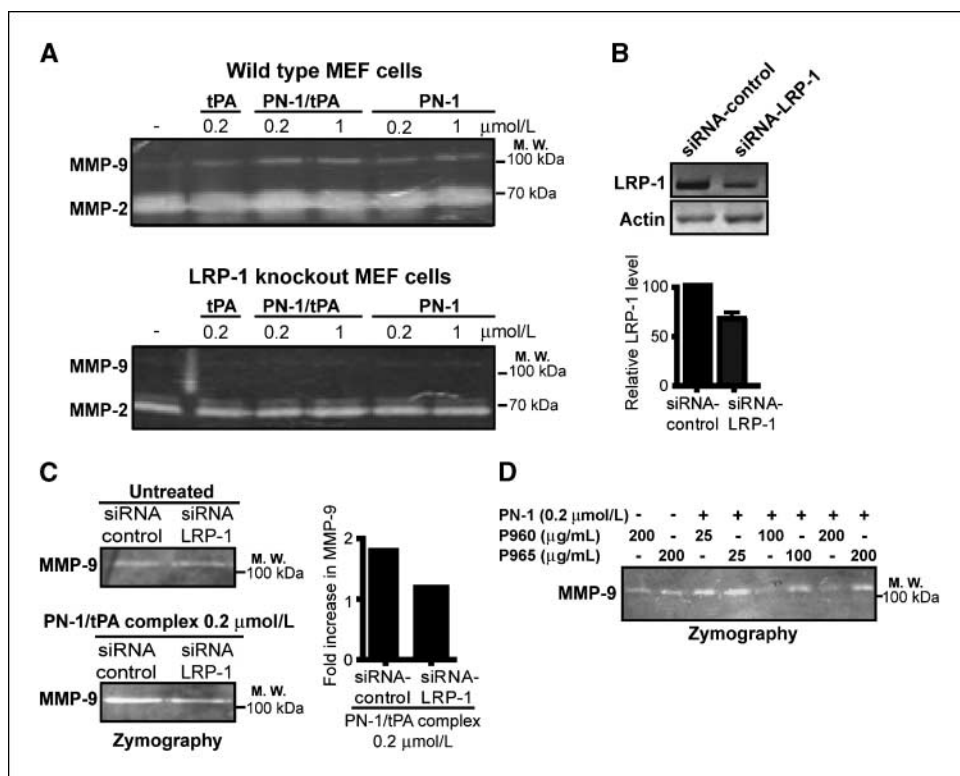 A
Wild type MEF cells
tPA PN-1/tPA PN-1
- 0.2 0.2 1 0.2 1 μmol/L
M. W.
MMP-9
100 kDa
70 kDa
MMP-2
LRP-1 knockout MEF cells
tPA PN-1/tPA PN-1
- 0.2 0.2 1 0.2 1 μmol/L
M. W.
MMP-9
100 kDa
MMP-2
70 kDa
B
siRNA-control
siRNA-LRP-1
LRP-1
Actin
Relative LRP-1 level
100
50
0
siRNA- siRNA-
control LRP-1
C
Untreated
siRNA siRNA
control LRP-1
M. W.
MMP-9
100 kDa
PN-1/tPA complex 0.2 μmol/L
siRNA siRNA
control LRP-1
M. W.
MMP-9
100 kDa
Zymography
Fold increase in MMP-9
2
1
0
siRNA- siRNA-
control LRP-1
PN-1/tPA complex
0.2 μmol/L
D
PN-1 (0.2 μmol/L) - - + + + + + +
P960 (μg/mL) 200 - 25 - 100 - 200 -
P965 (μg/mL) - 200 - 25 - 100 - 200
M. W.
MMP-9
100 kDa
Zymography